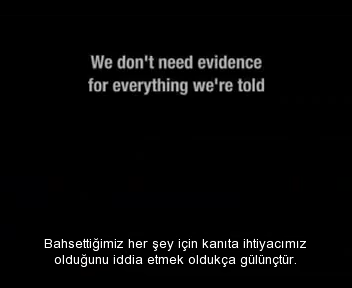 We don't need evidence
for everything we're told
Bahsettiğimiz her şey için kanıta ihtiyacımız
olduğunu iddia etmek oldukça gülünçtür.